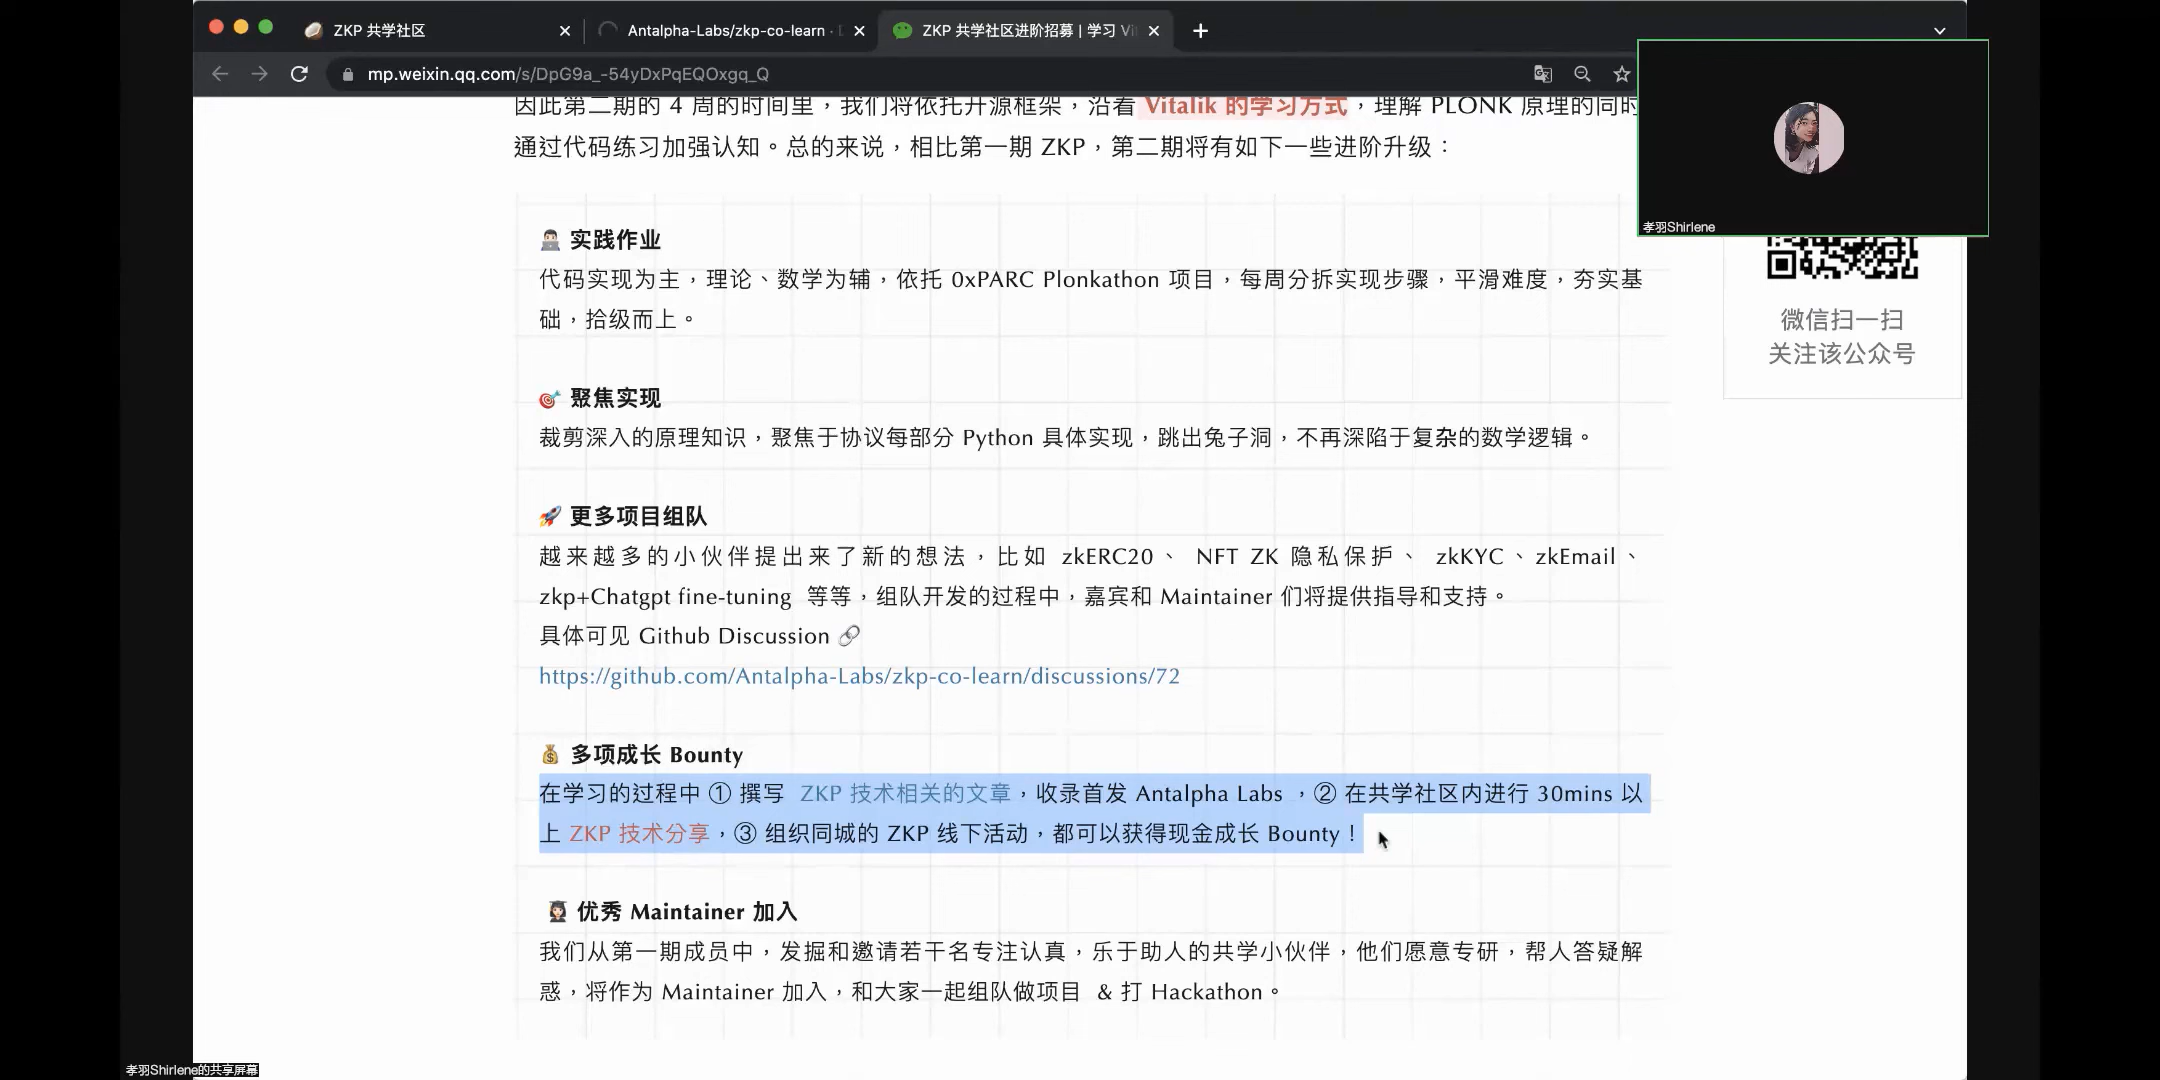 ZKP 共学社区
Antalpha-Labs/zkp-co-learn ·
ZKP 共学社区进阶招募 | 学习 Vi
mp.weixin.qq.com/s/DpG9a_-54yDxPqEQOxgq_Q
因此第二期的 4 周的时间里，我们将依托开源框架，沿着 Vitalik 的学习方式，理解 PLONK 原理的同时
通过代码练习加强认知。总的来说，相比第一期 ZKP，第二期将有如下一些进阶升级：
孝羽Shirlene
实践作业
代码实现为主，理论、数学为辅，依托 0xPARC Plonkathon 项目，每周分拆实现步骤，平滑难度，夯实基
础，拾级而上。
微信扫一扫
关注该公众号
聚焦实现
裁剪深入的原理知识，聚焦于协议每部分 Python 具体实现，跳出兔子洞，不再深陷于复杂的数学逻辑。
更多项目组队
越来越多的小伙伴提出来了新的想法，比如 zkERC20、 NFT ZK 隐私保护、 zkKYC、zkEmail、
zkp+Chatgpt fine-tuning 等等，组队开发的过程中，嘉宾和 Maintainer 们将提供指导和支持。
具体可见 Github Discussion 🔗
https://github.com/Antalpha-Labs/zkp-co-learn/discussions/72
多项成长 Bounty
在学习的过程中 ① 撰写 ZKP 技术相关的文章，收录首发 Antalpha Labs ，② 在共学社区内进行 30mins 以
上 ZKP 技术分享，③ 组织同城的 ZKP 线下活动，都可以获得现金成长 Bounty！
优秀 Maintainer 加入
我们从第一期成员中，发掘和邀请若干名专注认真，乐于助人的共学小伙伴，他们愿意专研，帮人答疑解
惑，将作为 Maintainer 加入，和大家一起组队做项目 & 打 Hackathon。
孝羽Shirlene的共享屏幕